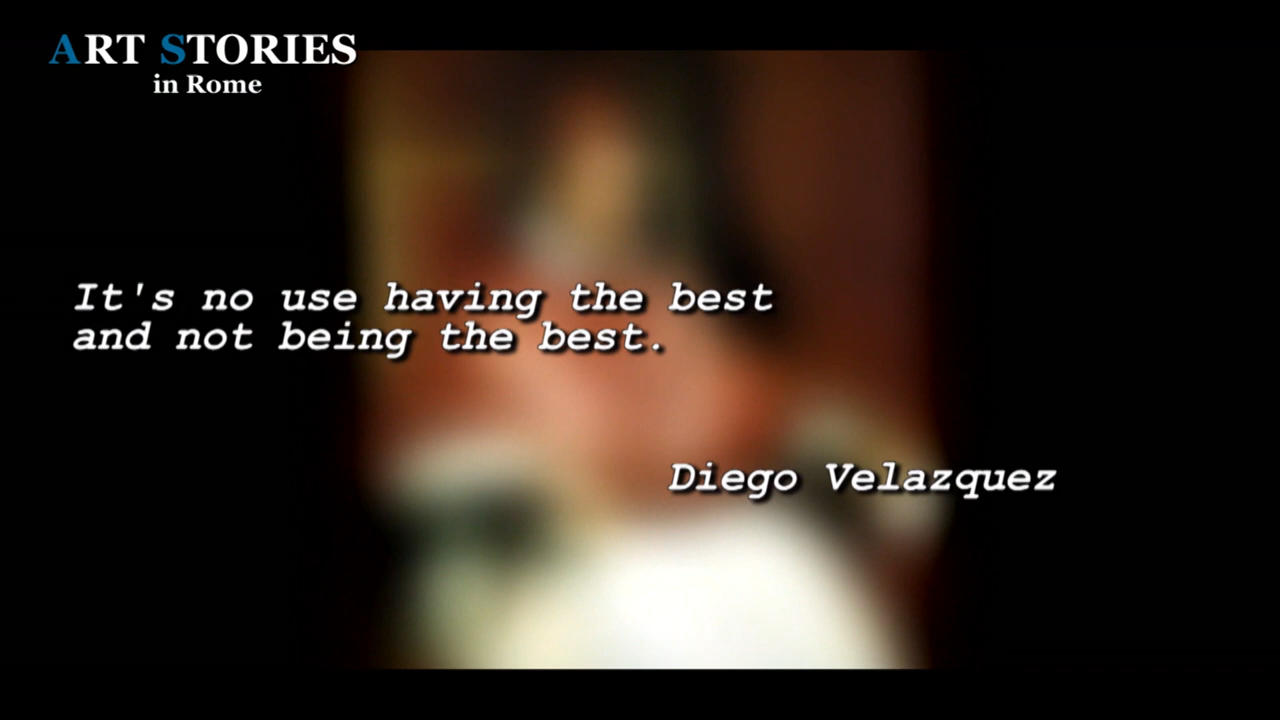 ART STORIES
in Rome
It's no use having the best
and not being the best.
Diego Velazquez